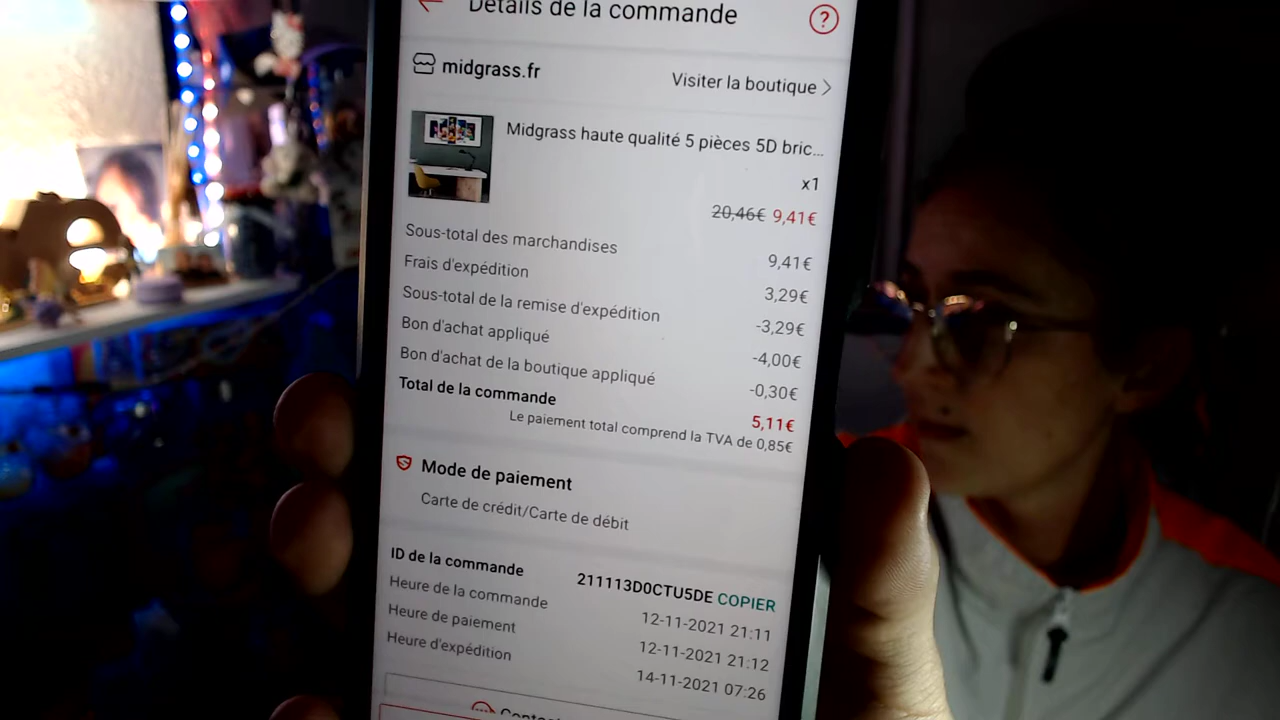 Détails de la commande
?
midgrass.fr Visiter la boutique >
Midgrass haute qualité 5 pièces 5D bric...
x1
20,46€ 9,41€
Sous-total des marchandises 9,41€
Frais d'expédition 3,29€
Sous-total de la remise d'expédition -3,29€
Bon d'achat appliqué -4,00€
Bon d'achat de la boutique appliqué -0,30€
Total de la commande 5,11€
Le paiement total comprend la TVA de 0,85€
Mode de paiement
Carte de crédit/Carte de débit
ID de la commande 211113D0CTU5DE COPIER
Heure de la commande 12-11-2021 21:11
Heure de paiement 12-11-2021 21:12
Heure d'expédition 14-11-2021 07:26